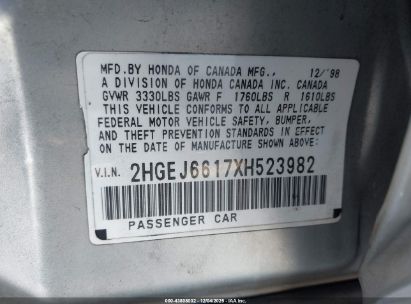 MFD.BY HONDA OF CANADA MFG., 12/'98
A DIVISION OF HONDA CANADA INC. CANADA
GVWR 3330LBS GAWR F 1760LBS R 1610LBS
THIS VEHICLE CONFORMS TO ALL APPLICABLE
FEDERAL MOTOR VEHICLE SAFETY, BUMPER, AND
THEFT PREVENTION STANDARDS IN EFFECT
ON THE DATE OF MANUFACTURE SHOWN ABOVE:
V.I.N. 2HGEJ6617XH523982
PASSENGER CAR